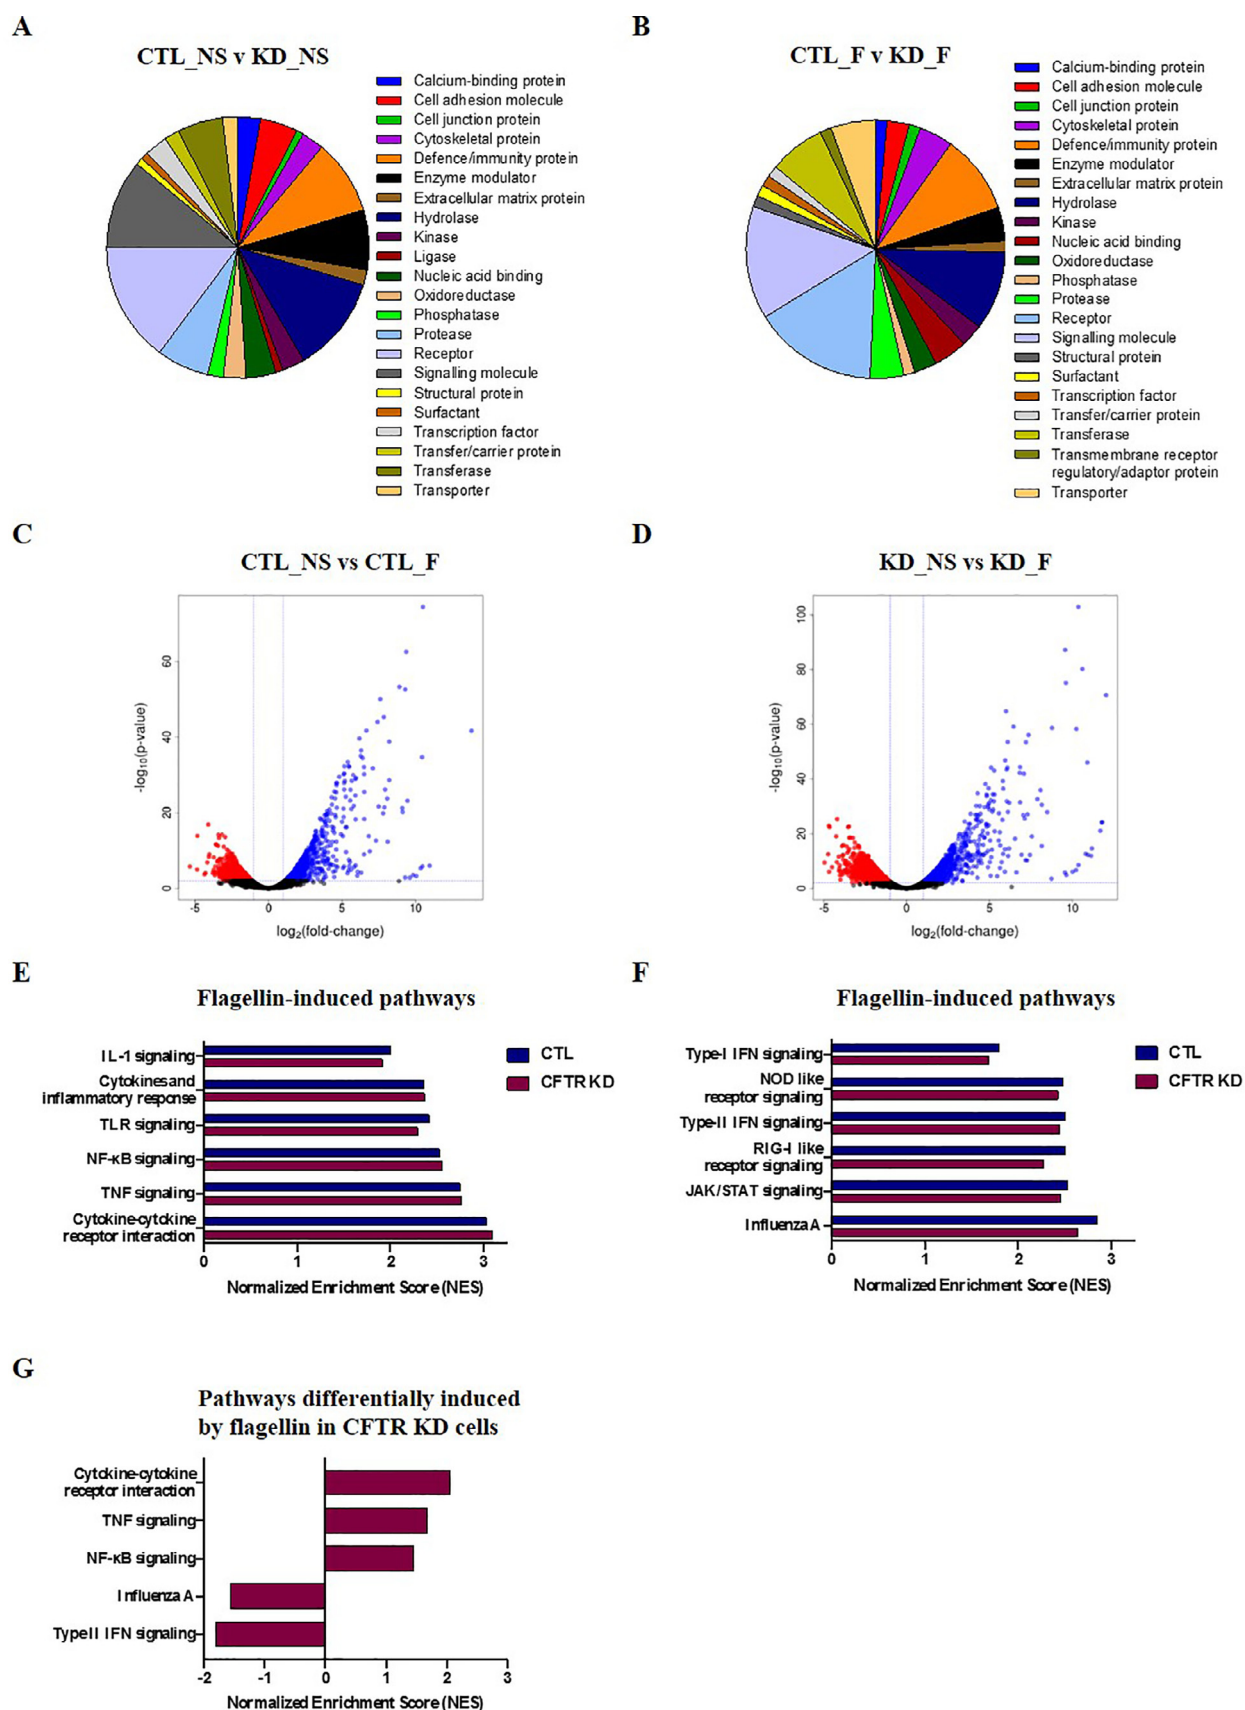 A
CTL_NS v KD_NS
Calcium-binding protein
Cell adhesion molecule
Cell junction protein
Cytoskeletal protein
Defence/immunity protein
Enzyme modulator
Extracellular matrix protein
Hydrolase
Kinase
Ligase
Nucleic acid binding
Oxidoreductase
Phosphatase
Protease
Receptor
Signalling molecule
Structural protein
Surfactant
Transcription factor
Transfer/carrier protein
Transferase
Transporter
B
CTL_F v KD_F
Calcium-binding protein
Cell adhesion molecule
Cell junction protein
Cytoskeletal protein
Defence/immunity protein
Enzyme modulator
Extracellular matrix protein
Hydrolase
Kinase
Nucleic acid binding
Oxidoreductase
Phosphatase
Protease
Receptor
Signalling molecule
Structural protein
Surfactant
Transcription factor
Transfer/carrier protein
Transferase
Transmembrane receptor
regulatory/adaptor protein
Transporter
C
CTL_NS vs CTL_F
-log10(p-value)
60
40
20
0
-5 0 5 10
log2(fold-change)
D
KD_NS vs KD_F
-log10(p-value)
100
80
60
40
20
0
-5 0 5 10
log2(fold-change)
E
Flagellin-induced pathways
IL-1 signaling
Cytokines and
inflammatory response
TLR signaling
NF-κB signaling
TNF signaling
Cytokine-cytokine
receptor interaction
0 1 2 3
Normalized Enrichment Score (NES)
CTL
CFTR KD
F
Flagellin-induced pathways
Type-I IFN signaling
NOD like
receptor signaling
Type-II IFN signaling
RIG-I like
receptor signaling
JAK/STAT signaling
Influenza A
0 1 2 3
Normalized Enrichment Score (NES)
CTL
CFTR KD
G
Pathways differentially induced
by flagellin in CFTR KD cells
Cytokine-cytokine
receptor interaction
TNF signaling
NF-κB signaling
Influenza A
Type II IFN signaling
-2 -1 0 1 2 3
Normalized Enrichment Score (NES)